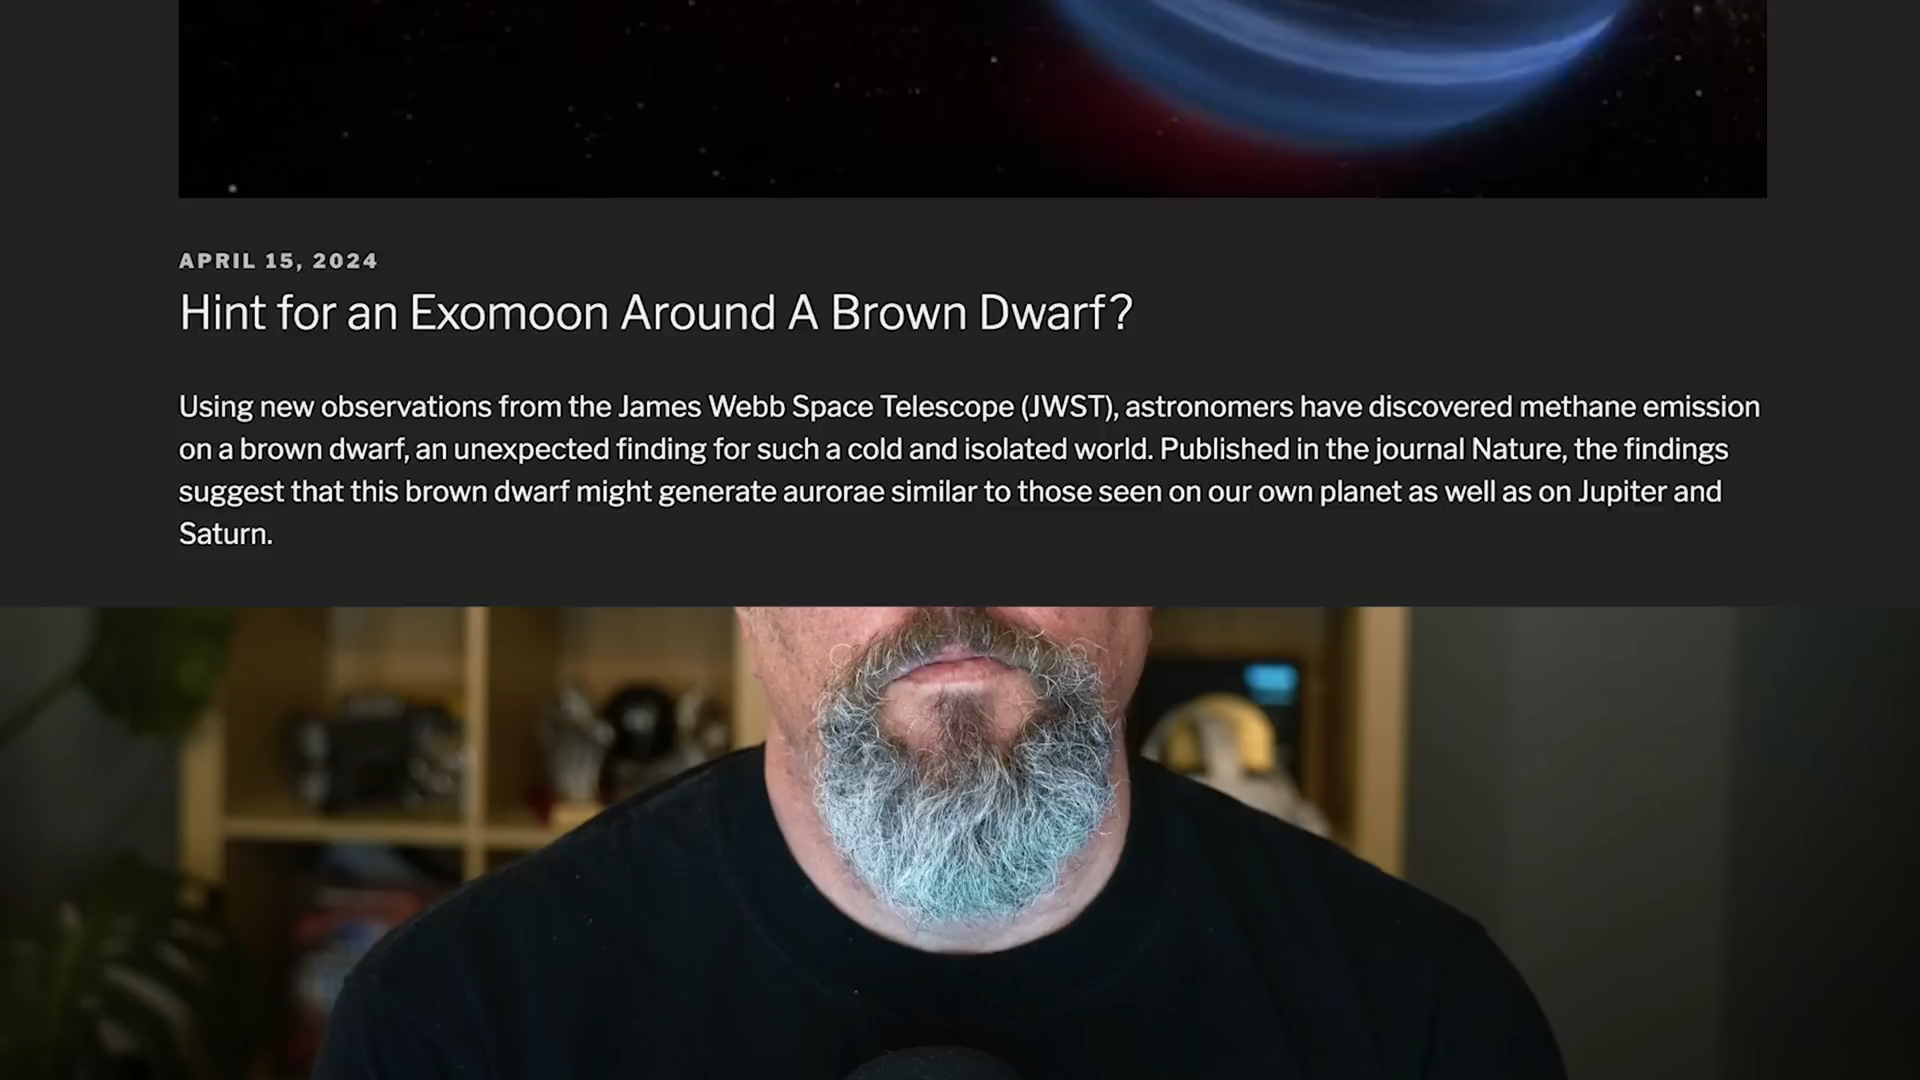 APRIL 15, 2024
Hint for an Exomoon Around A Brown Dwarf?
Using new observations from the James Webb Space Telescope (JWST), astronomers have discovered methane emission
on a brown dwarf, an unexpected finding for such a cold and isolated world. Published in the journal Nature, the findings
suggest that this brown dwarf might generate aurorae similar to those seen on our own planet as well as on Jupiter and
Saturn.